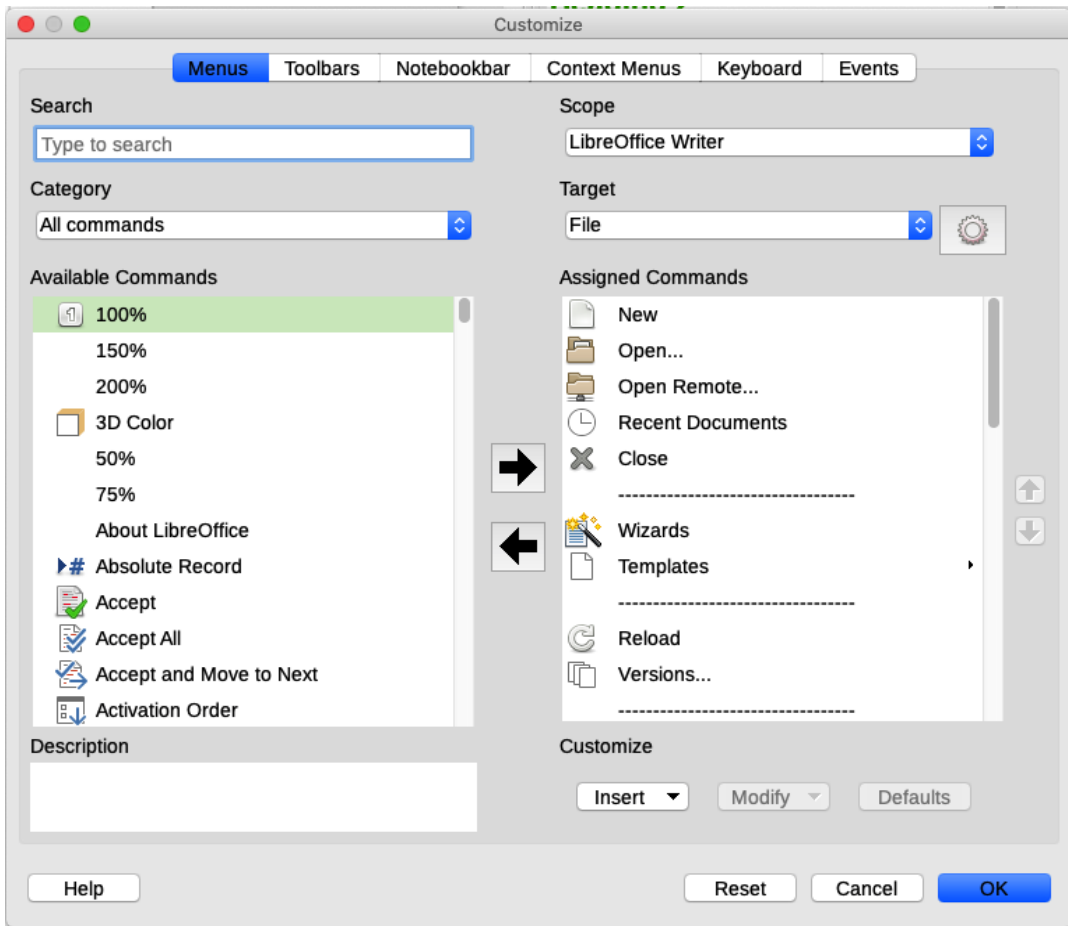 Customize
Menus Toolbars Notebookbar Context Menus Keyboard Events
Search
Type to search
Category
All commands
Available Commands
100%
150%
200%
3D Color
50%
75%
About LibreOffice
Absolute Record
Accept
Accept All
Accept and Move to Next
Activation Order
Description
Scope
LibreOffice Writer
Target
File
Assigned Commands
New
Open...
Open Remote...
Recent Documents
Close
----------------------------------
Wizards
Templates
----------------------------------
Reload
Versions...
----------------------------------
Customize
Insert Modify Defaults
Help Reset Cancel OK